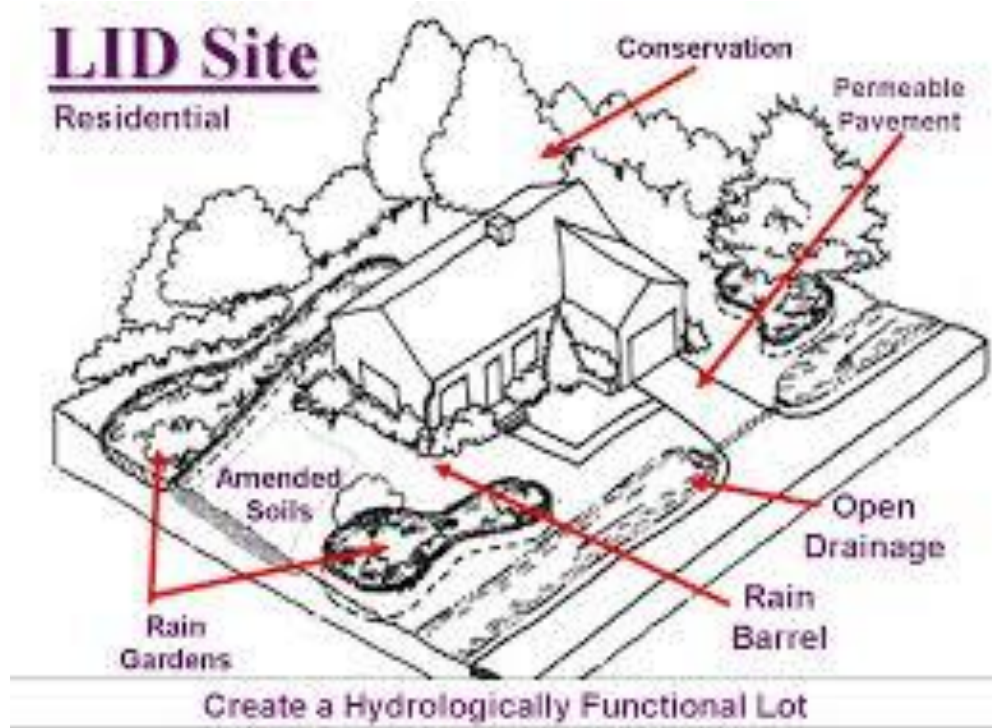 LID Site
Residential
Conservation
Permeable
Pavement
Amended
Soils
Open
Drainage
Rain
Barrel
Rain
Gardens
Create a Hydrologically Functional Lot